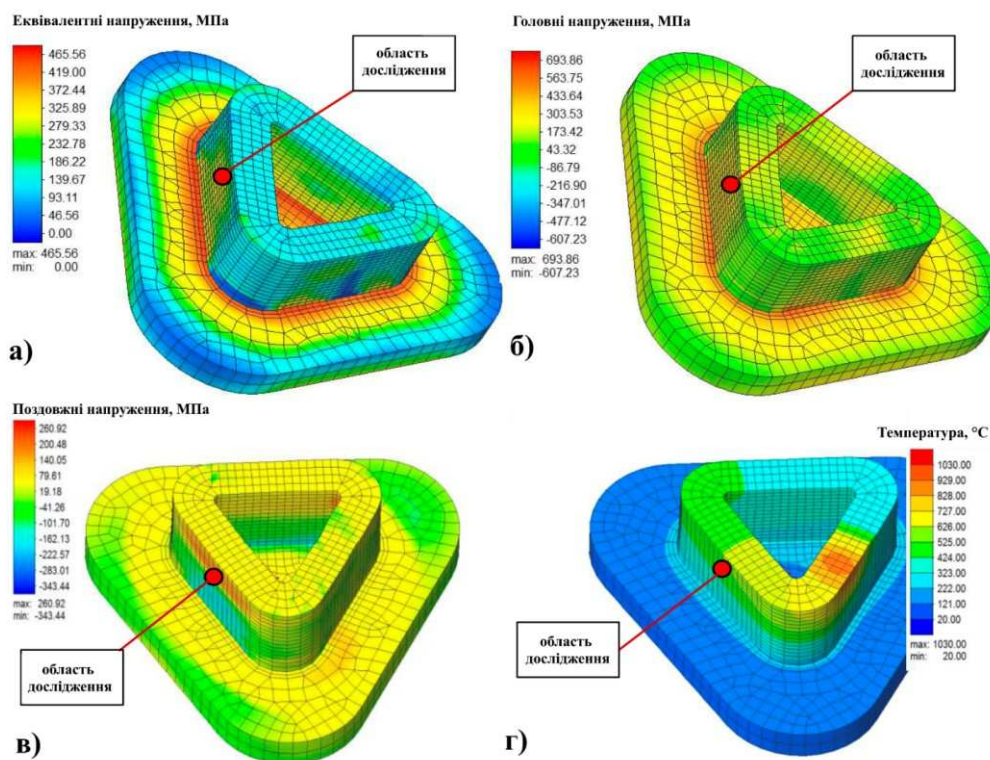 Еквівалентні напруження, МПа
465.56
419.00
372.44
325.89
279.33
232.78
186.22
139.67
93.11
46.56
0.00
max: 465.56
min: 0.00
область
дослідження
а)
Головні напруження, МПа
693.86
563.75
433.64
303.53
173.42
43.32
-86.79
-216.90
-347.01
-477.12
-607.23
max: 693.86
min: -607.23
область
дослідження
б)
Поздовжні напруження, МПа
260.92
200.48
140.05
79.61
19.18
-41.26
-101.70
-162.13
-222.57
-283.01
-343.44
max: 260.92
min: -343.44
область
дослідження
в)
Температура, °С
1030.00
929.00
828.00
727.00
626.00
525.00
424.00
323.00
222.00
121.00
20.00
max: 1030.00
min: 20.00
область
дослідження
г)